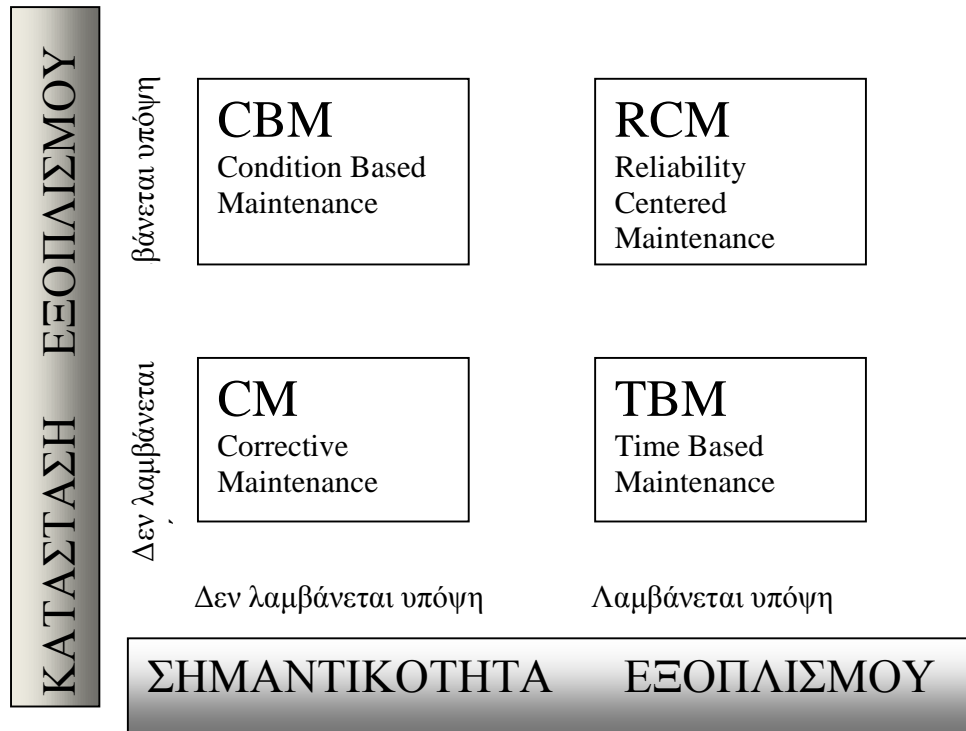 ΚΑΤΑΣΤΑΣΗ ΕΞΟΠΛΙΣΜΟΥ
βάνεται υπόψη
CBM
Condition Based
Maintenance
RCM
Reliability
Centered
Maintenance
Δεν λαμβάνεται
CM
Corrective
Maintenance
TBM
Time Based
Maintenance
Δεν λαμβάνεται υπόψη
Λαμβάνεται υπόψη
ΣΗΜΑΝΤΙΚΟΤΗΤΑ ΕΞΟΠΛΙΣΜΟΥ